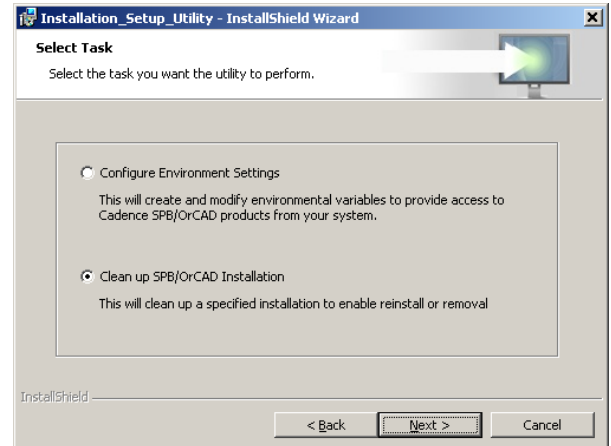 Installation_Setup_Utility - InstallShield Wizard
Select Task
Select the task you want the utility to perform.
Configure Environment Settings
This will create and modify environmental variables to provide access to
Cadence SPB/OrCAD products from your system.
Clean up SPB/OrCAD Installation
This will clean up a specified installation to enable reinstall or removal
InstallShield
< Back
Next >
Cancel